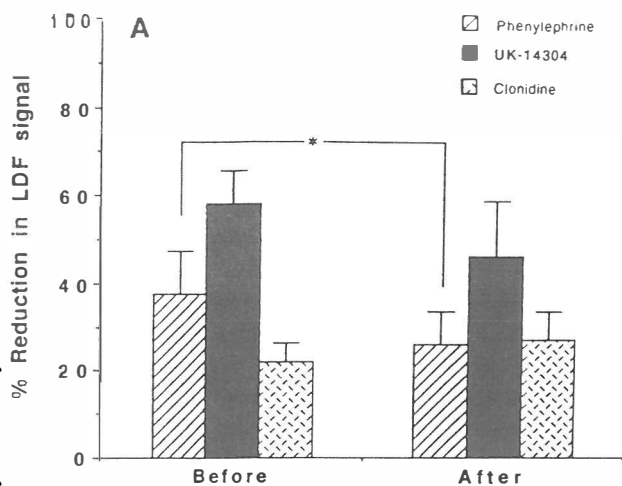 A
Phenylephrine
UK-14304
Clonidine
% Reduction in LDF signal
100
80
60
40
20
0
*
Before
After